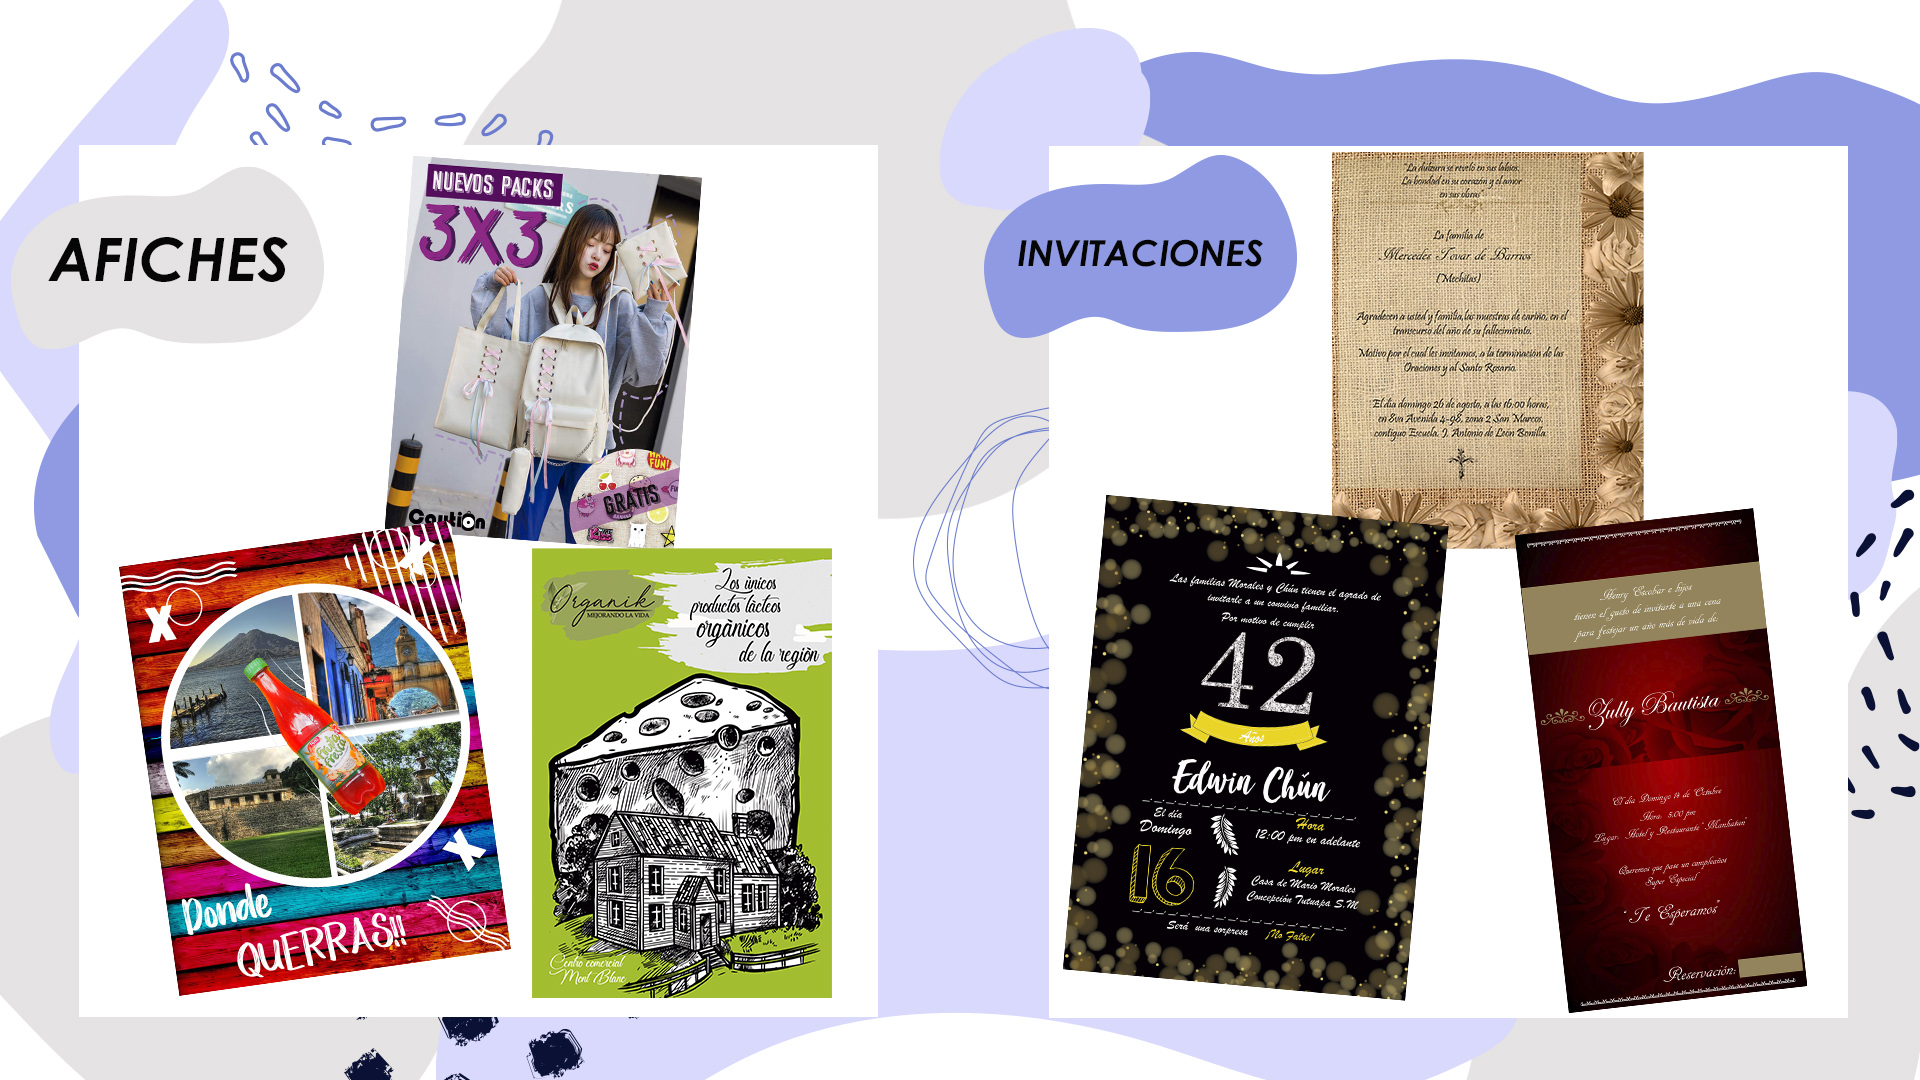 AFICHES
NUEVOS PACKS
3X3
GRATIS
FUN!
Caution
Donde
QUERRAS!!
Organik
MEJORANDO LA VIDA
Los ùnicos
productos làcteos
orgànicos
de la regiòn
Centro comercial
Mont Blanc
INVITACIONES
"La dulzura se reveló en sus labios,
La bondad en su corazón y el amor
en sus obras"
La familia de
Mercedes Tovar de Barrios
(Mechitas)
Agradecen a usted y familia, las muestras de cariño, en el
transcurso del año de su fallecimiento.
Motivo por el cual les invitamos, a la terminación de las
Oraciones y al Santo Rosario.
El día domingo 26 de agosto, a las 16:00 horas,
en 8va Avenida 4-98, zona 2 San Marcos,
contiguo Escuela. J. Antonio de León Bonilla.
Las familias Morales y Chún tienen el agrado de
invitarle a un convivio familiar.
Por motivo de cumplir
42
Años
Edwin Chún
El día
Domingo
16
Hora
12:00 pm en adelante
Lugar
Casa de Mario Morales
Concepción Tutuapa S.M
Será una sorpresa ¡No Falte!
Henry Escobar e hijos
tienen el gusto de invitarte a una cena
para festejar un año más de vida de:
Zully Bautista
El día Domingo 14 de Octubre
Hora: 5:00 pm
Lugar: Hotel y Restaurante "Manhatan"
Queremos que pase un cumpleaños
Super Especial
"Te Esperamos"
Reservación: